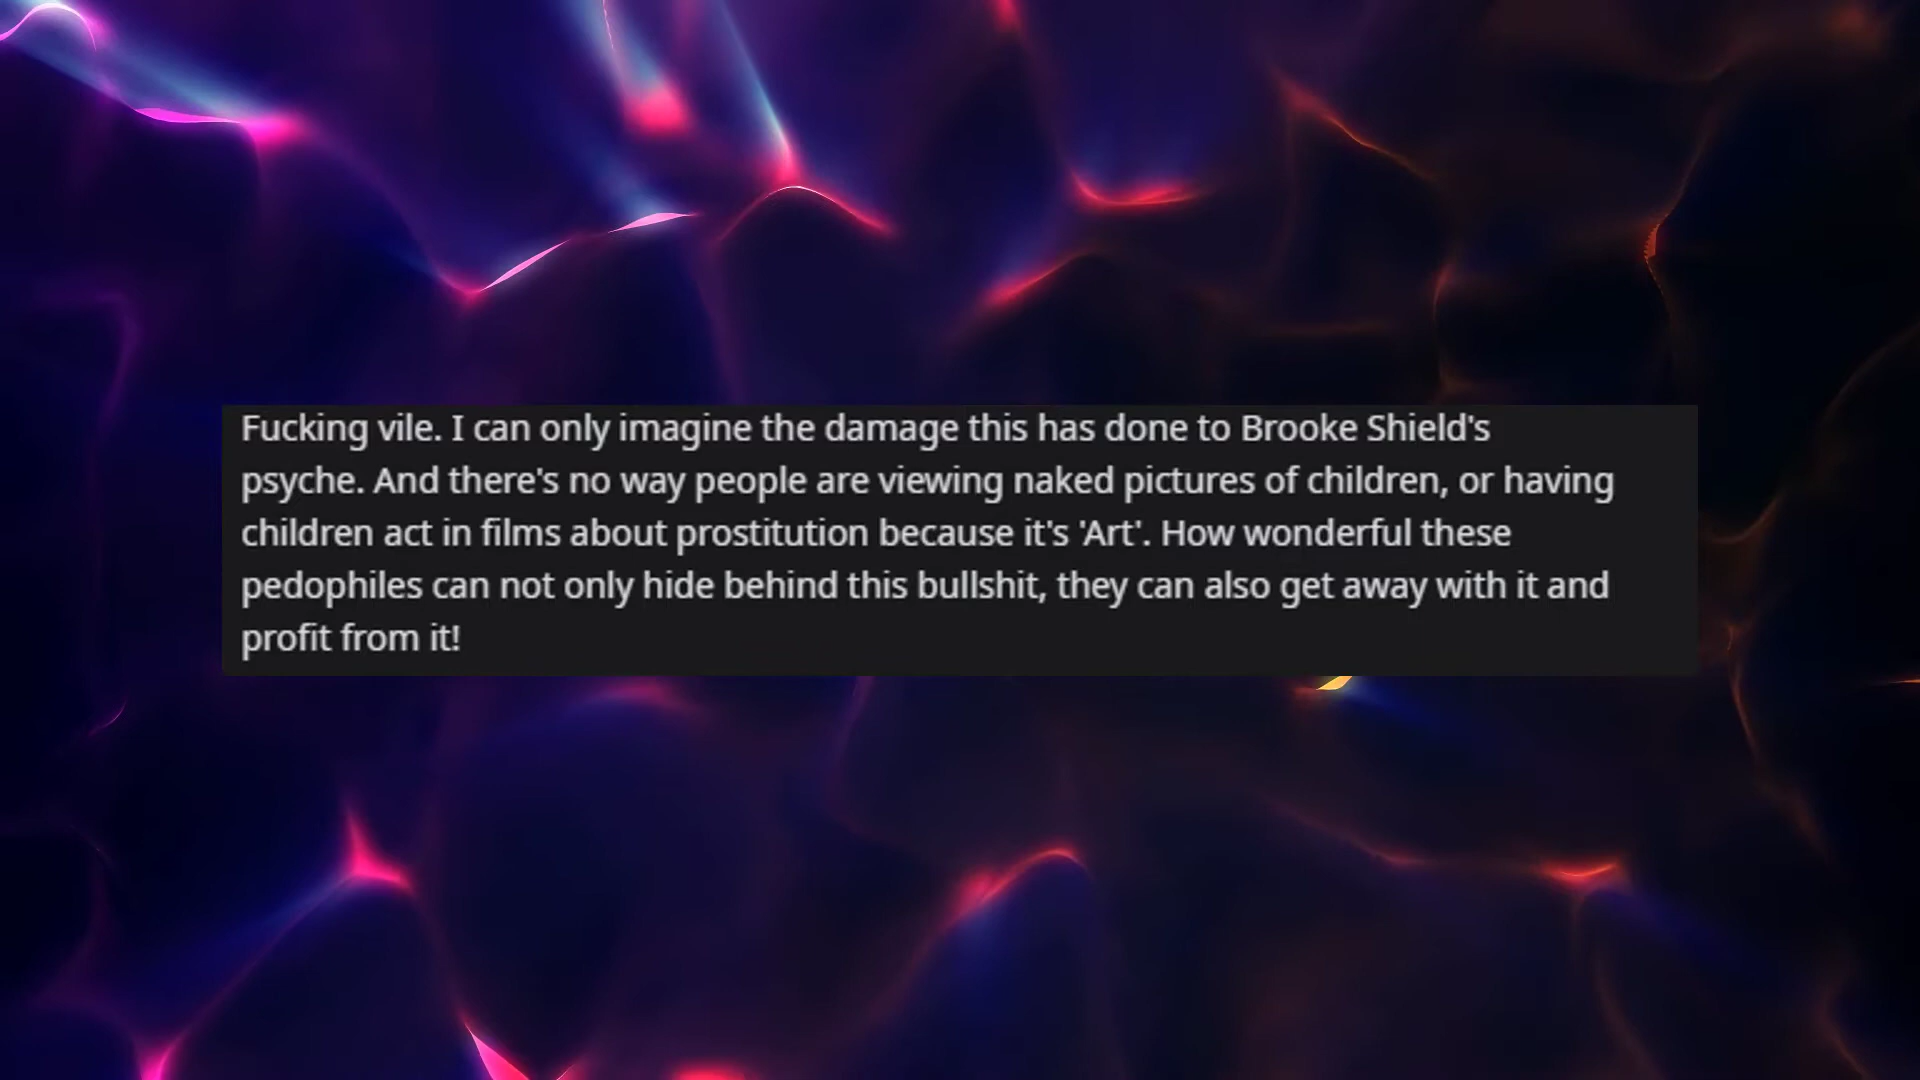 Fucking vile. I can only imagine the damage this has done to Brooke Shield's
psyche. And there's no way people are viewing naked pictures of children, or having
children act in films about prostitution because it's 'Art'. How wonderful these
pedophiles can not only hide behind this bullshit, they can also get away with it and
profit from it!